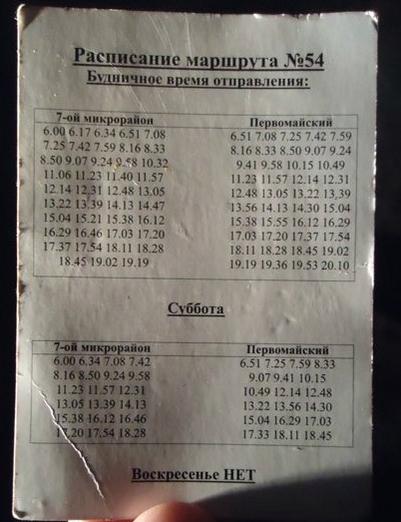 Расписание маршрута №54
Будничное время отправления:
7-ой микрорайон Первомайский
6.00 6.17 6.34 6.51 7.08 6.51 7.08 7.25 7.42 7.59
7.25 7.42 7.59 8.16 8.33 8.16 8.33 8.50 9.07 9.24
8.50 9.07 9.24 9.58 10.32 9.41 9.58 10.15 10.49
11.06 11.23 11.40 11.57 11.23 11.57 12.14 12.31
12.14 12.31 12.48 13.05 12.48 13.05 13.22 13.39
13.22 13.39 14.13 14.47 13.56 14.13 14.30 15.04
15.04 15.21 15.38 16.12 15.38 15.55 16.12 16.29
16.29 16.46 17.03 17.20 17.03 17.20 17.37 17.54
17.37 17.54 18.11 18.28 18.11 18.28 18.45 19.02
18.45 19.02 19.19 19.19 19.36 19.53 20.10
Суббота
7-ой микрорайон Первомайский
6.00 6.34 7.08 7.42 6.51 7.25 7.59 8.33
8.16 8.50 9.24 9.58 9.07 9.41 10.15
11.23 11.57 12.31 10.49 12.14 12.48
13.05 13.39 14.13 13.22 13.56 14.30
15.38 16.12 16.46 15.04 16.29 17.03
17.20 17.54 18.28 17.33 18.11 18.45
Воскресенье НЕТ